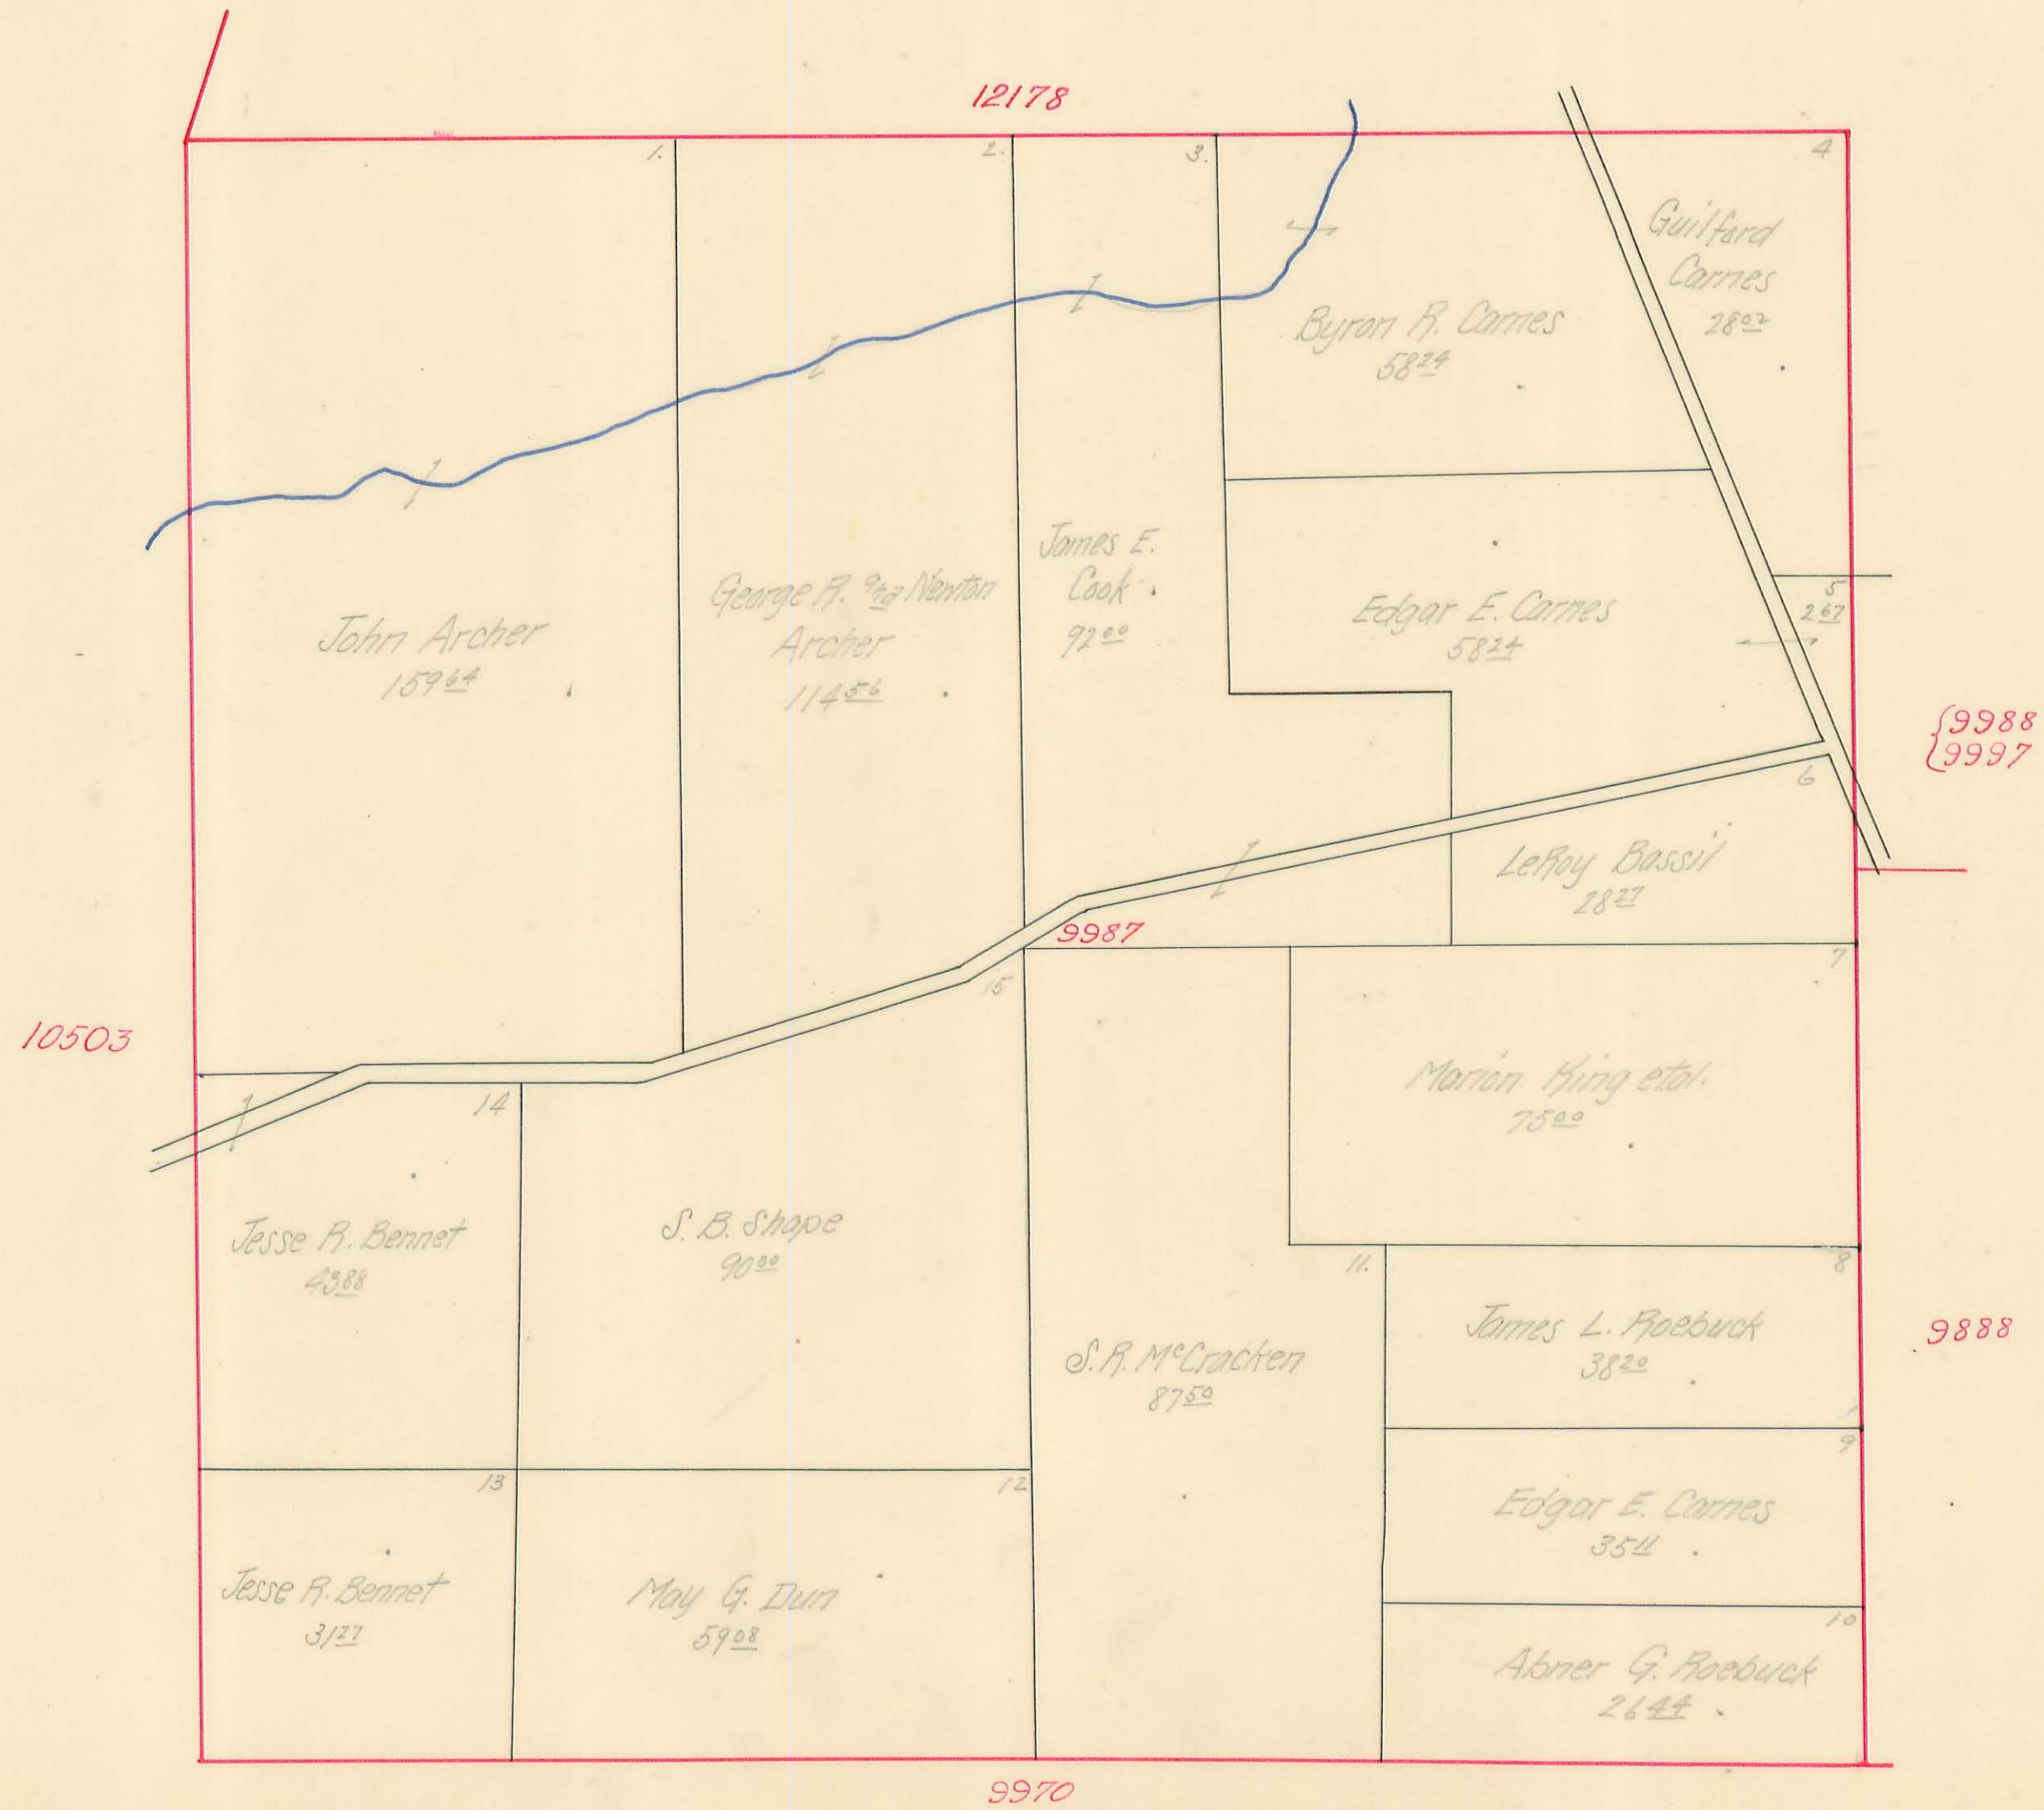 12178
1.
2.
3.
4
Guilford
Carnes
28 02
Byron R. Carnes
58 24
James E.
Cook
92 00
George R. and Newton
Archer
114 56
John Archer
159 64
Edgar E. Carnes
58 24
5
2 67
9988
9997
6
LeRoy Bassil
28 27
9987
7
15
10503
Marion King etal.
75 00
14
Jesse R. Bennet
43 88
S. B. Shape
90 00
11.
8
James L. Roebuck
38 20
9888
S. R. McCracken
87 50
9
13
12
Edgar E. Carnes
35 11
Jesse R. Bennet
31 27
May G. Dun
59 08
10
Abner G. Roebuck
26 44
9970